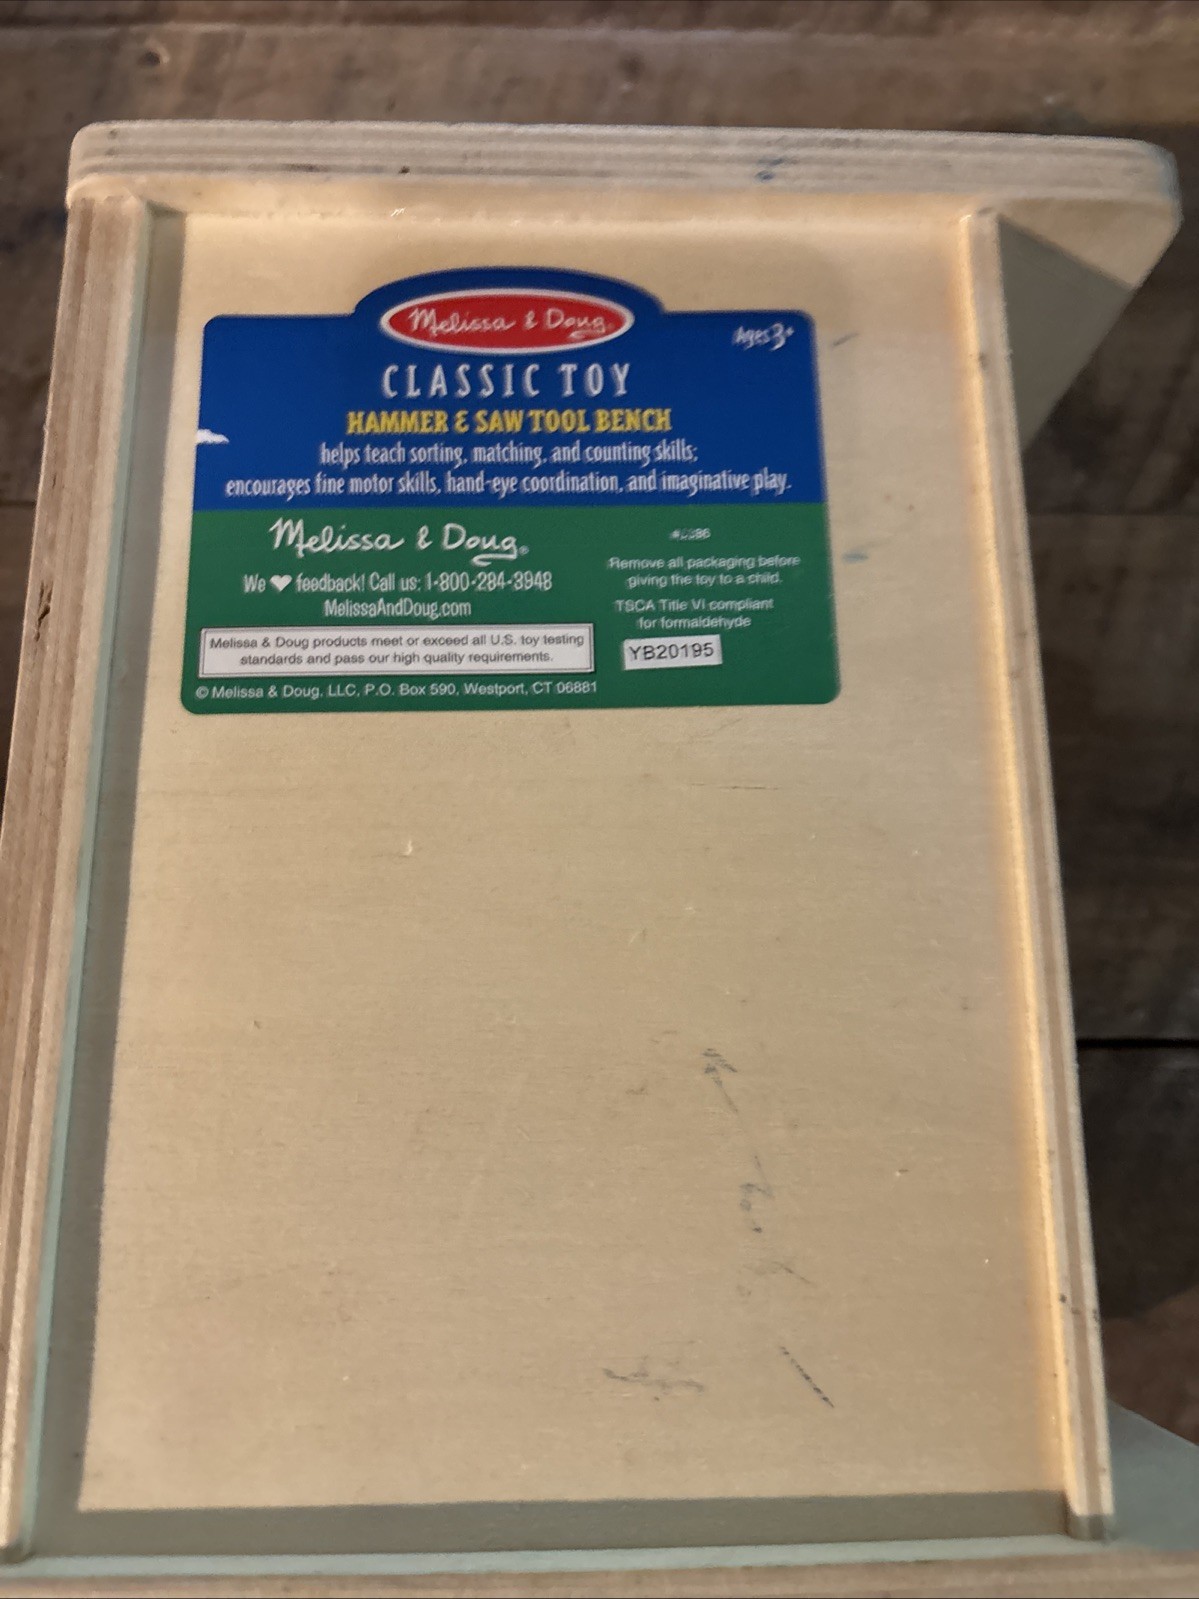 Melissa & Doug®
Ages 3+
CLASSIC TOY
HAMMER & SAW TOOL BENCH
helps teach sorting, matching, and counting skills;
encourages fine motor skills, hand-eye coordination, and imaginative play.
Melissa & Doug®
We ♥ feedback! Call us: 1-800-284-3948
MelissaAndDoug.com
Melissa & Doug products meet or exceed all U.S. toy testing
standards and pass our high quality requirements.
© Melissa & Doug, LLC, P.O. Box 590, Westport, CT 06881
Remove all packaging before
giving the toy to a child.
TSCA Title VI compliant
for formaldehyde
YB20195